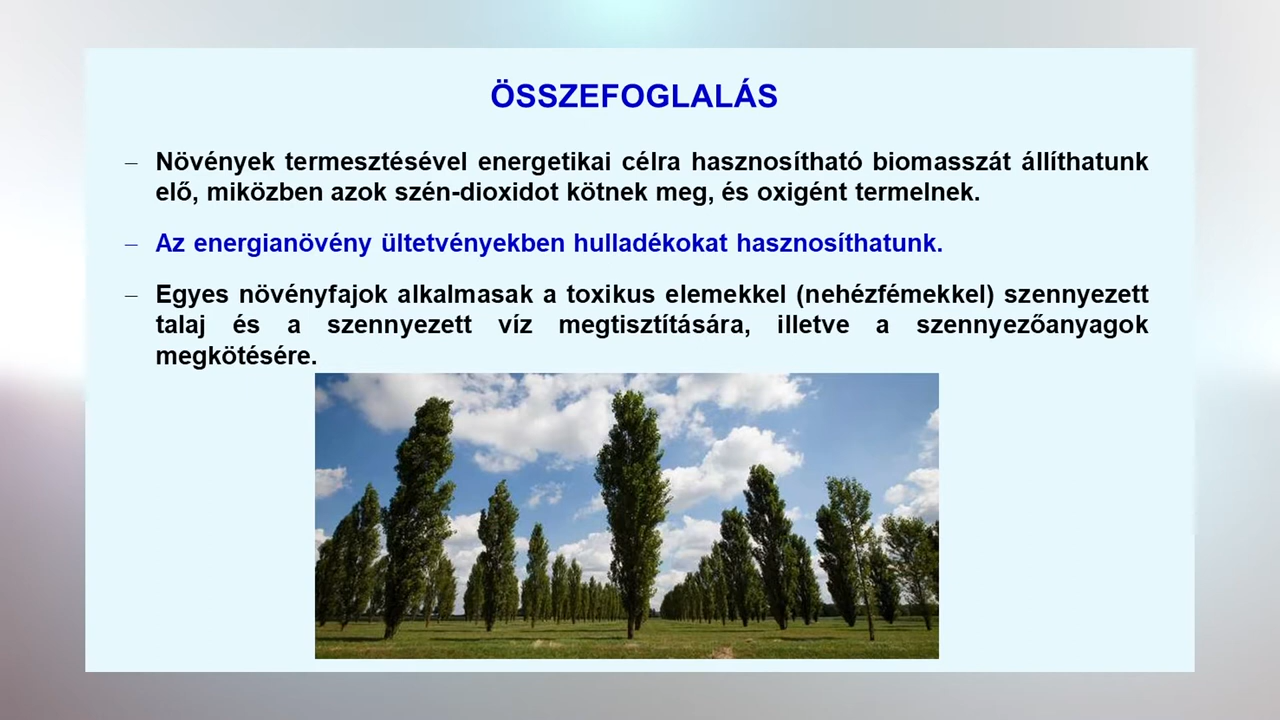 ÖSSZEFOGLALÁS
– Növények termesztésével energetikai célra hasznosítható biomasszát állíthatunk
elő, miközben azok szén-dioxidot kötnek meg, és oxigént termelnek.
– Az energianövény ültetvényekben hulladékokat hasznosíthatunk.
– Egyes növényfajok alkalmasak a toxikus elemekkel (nehézfémekkel) szennyezett
talaj és a szennyezett víz megtisztítására, illetve a szennyezőanyagok
megkötésére.